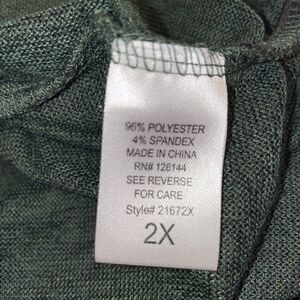 96% POLYESTER
4% SPANDEX
MADE IN CHINA
RN# 126144
SEE REVERSE
FOR CARE
Style# 21672X
2X